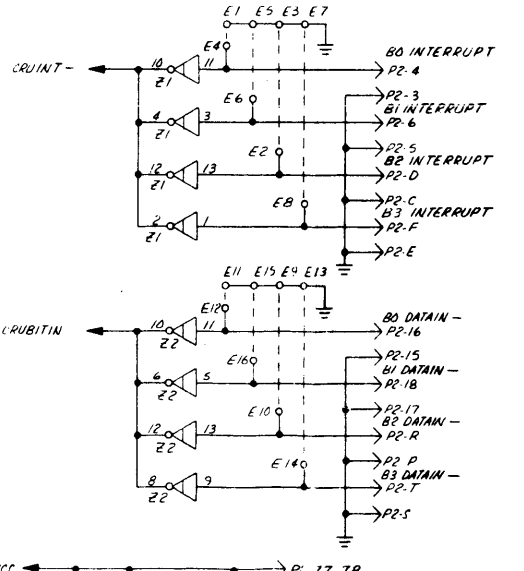 E1 E5 E3 E7
E4
B0 INTERRUPT
CRUINT- 10 11 P2-4
Z1
P2-3
E6 B1 INTERRUPT
4 3 P2-6
Z1
E2 P2-5
B2 INTERRUPT
12 13 P2-D
Z1
E8 P2-C
B3 INTERRUPT
2 1 P2-F
Z1
P2-E
E11 E15 E9 E13
E12 B0 DATAIN-
CRUBITIN 10 11 P2-16
Z2
P2-15
E16 B1 DATAIN-
6 5 P2-18
Z2
E10 P2-17
B2 DATAIN-
12 13 P2-R
Z2
E14 P2 P
B3 DATAIN-
8 9 P2-T
Z2
P2-S